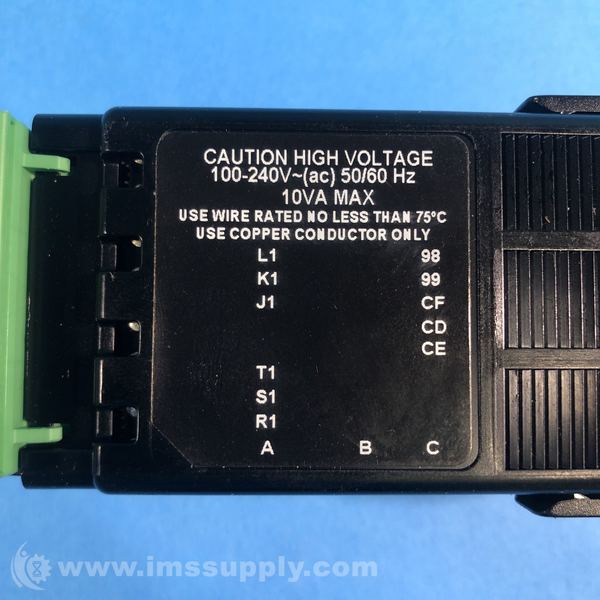 CAUTION HIGH VOLTAGE
100-240V~(ac) 50/60 Hz
10VA MAX
USE WIRE RATED NO LESS THAN 75°C
USE COPPER CONDUCTOR ONLY
L1 98
K1 99
J1 CF
CD
CE
T1
S1
R1
A B C
www.imssupply.com